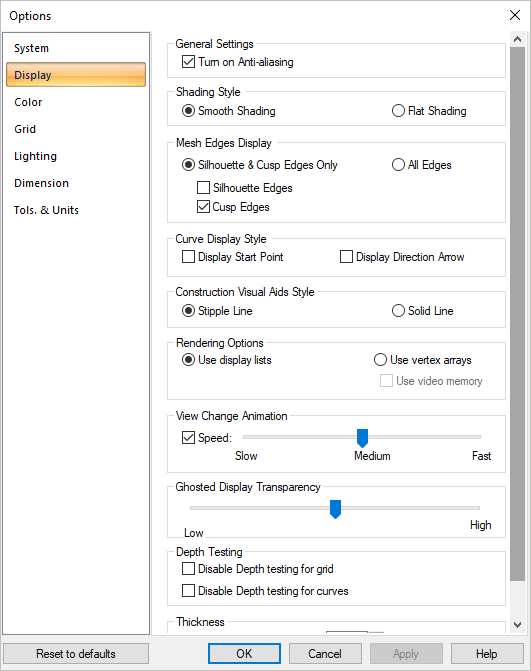 Options
System
Display
Color
Grid
Lighting
Dimension
Tols. & Units
General Settings
Turn on Anti-aliasing
Shading Style
Smooth Shading
Flat Shading
Mesh Edges Display
Silhouette & Cusp Edges Only
All Edges
Silhouette Edges
Cusp Edges
Curve Display Style
Display Start Point
Display Direction Arrow
Construction Visual Aids Style
Stipple Line
Solid Line
Rendering Options
Use display lists
Use vertex arrays
Use video memory
View Change Animation
Speed:
Slow
Medium
Fast
Ghosted Display Transparency
Low
High
Depth Testing
Disable Depth testing for grid
Disable Depth testing for curves
Thickness
Reset to defaults
OK
Cancel
Apply
Help